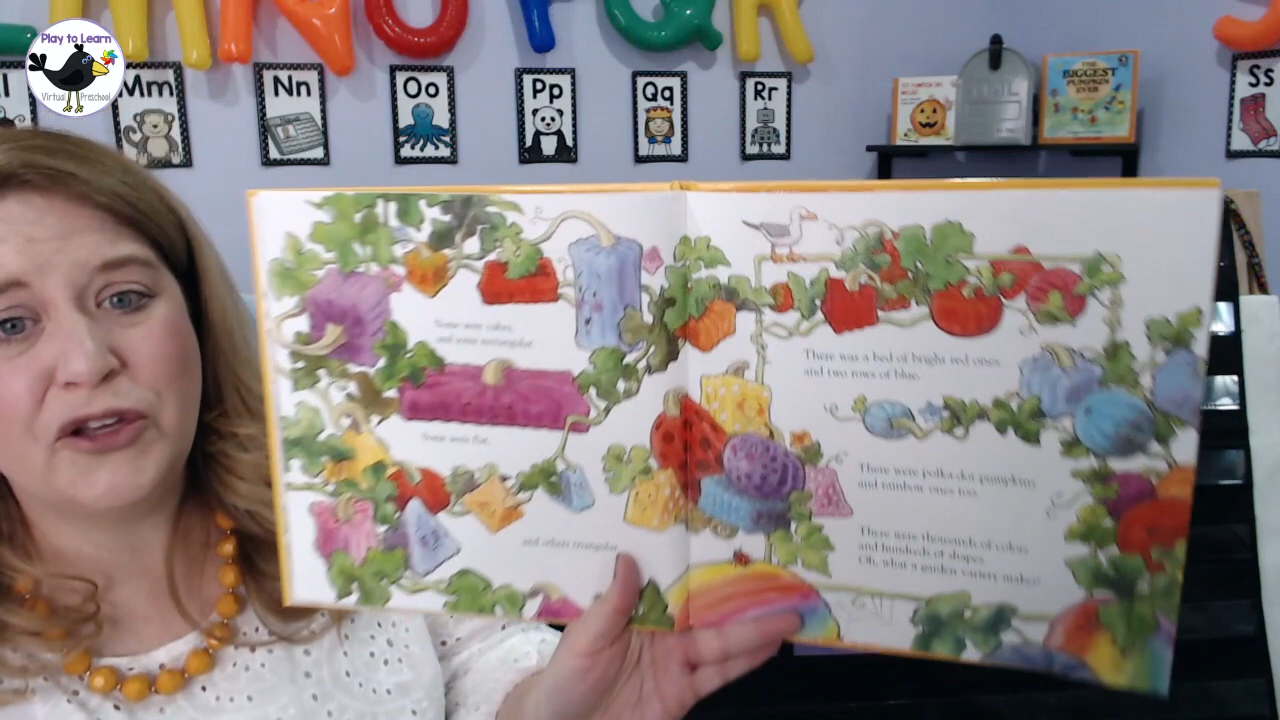 Play to Learn
Virtual Preschool
Mm
Nn
Oo
Pp
Qq
Rr
Ss
THE
BIGGEST
PUMPKIN
EVER
Some were cubes,
and some rectangular.
Some were flat,
and others triangular.
There was a bed of bright red ones
and two rows of blue.
There were polka-dot pumpkins
and rainbow ones too.
There were thousands of colors
and hundreds of shapes.
Oh, what a garden variety makes!